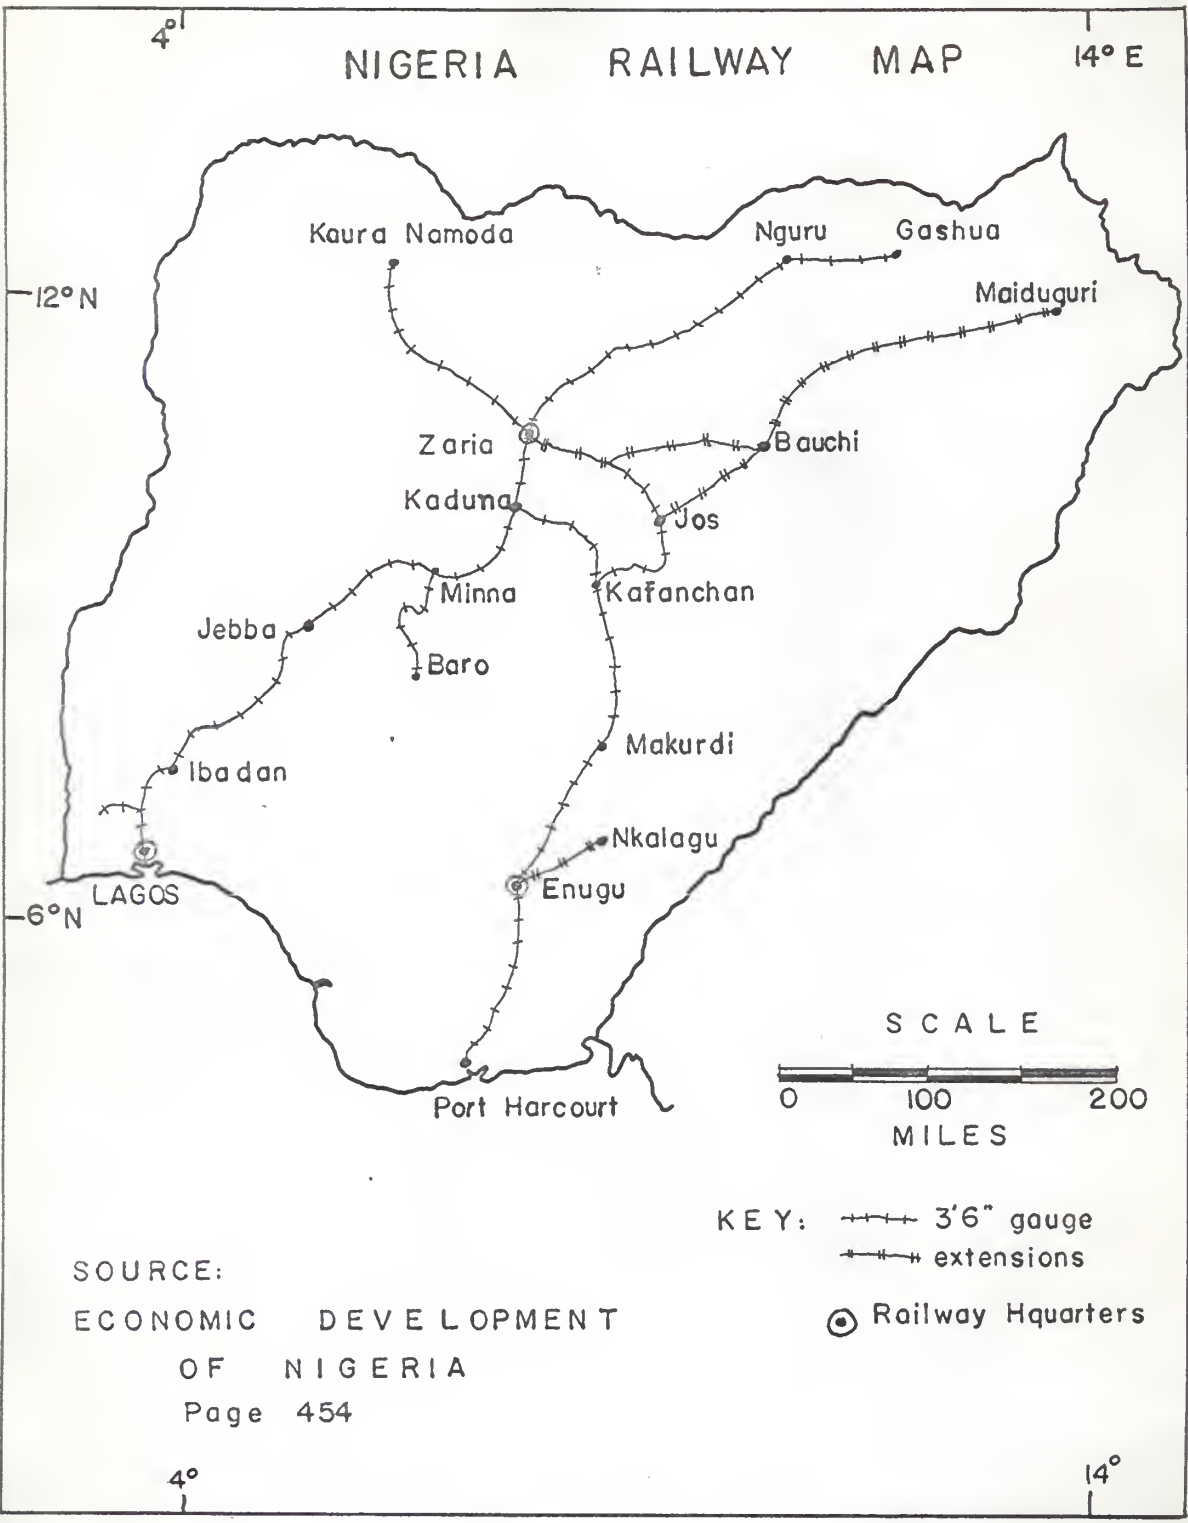 4°
NIGERIA RAILWAY MAP
14° E
Kaura Namoda
Nguru
Gashua
12° N
Maiduguri
Zaria
Bauchi
Kaduna
Jos
Minna
Kafanchan
Jebba
Baro
Makurdi
Ibadan
Nkalagu
LAGOS
Enugu
6° N
SCALE
0 100 200
MILES
Port Harcourt
KEY: 3'6" gauge
extensions
Railway Hquarters
SOURCE:
ECONOMIC DEVELOPMENT
OF NIGERIA
Page 454
4°
14°